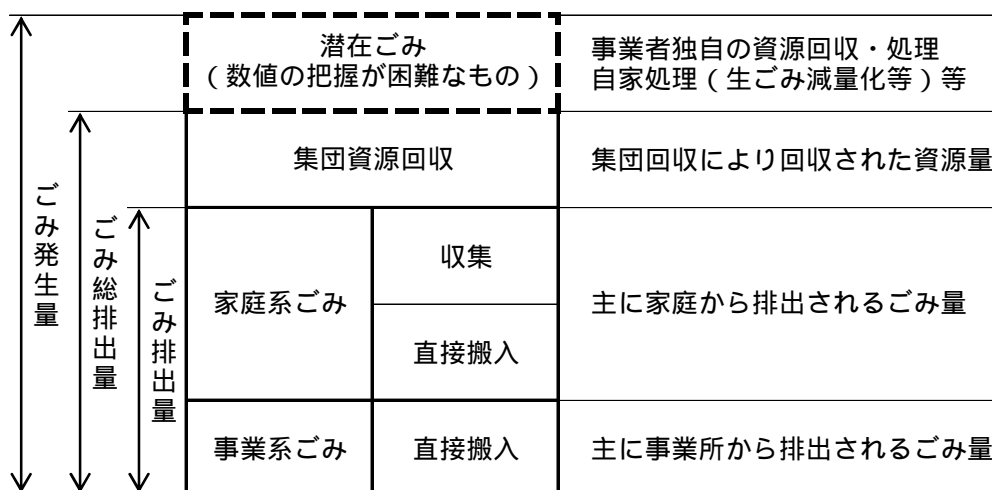 潜在ごみ
(数値の把握が困難なもの)
事業者独自の資源回収・処理
自家処理(生ごみ減量化等)等
集団資源回収
集団回収により回収された資源量
ごみ発生量
ごみ総排出量
ごみ排出量
家庭系ごみ
収集
直接搬入
主に家庭から排出されるごみ量
事業系ごみ
直接搬入
主に事業所から排出されるごみ量